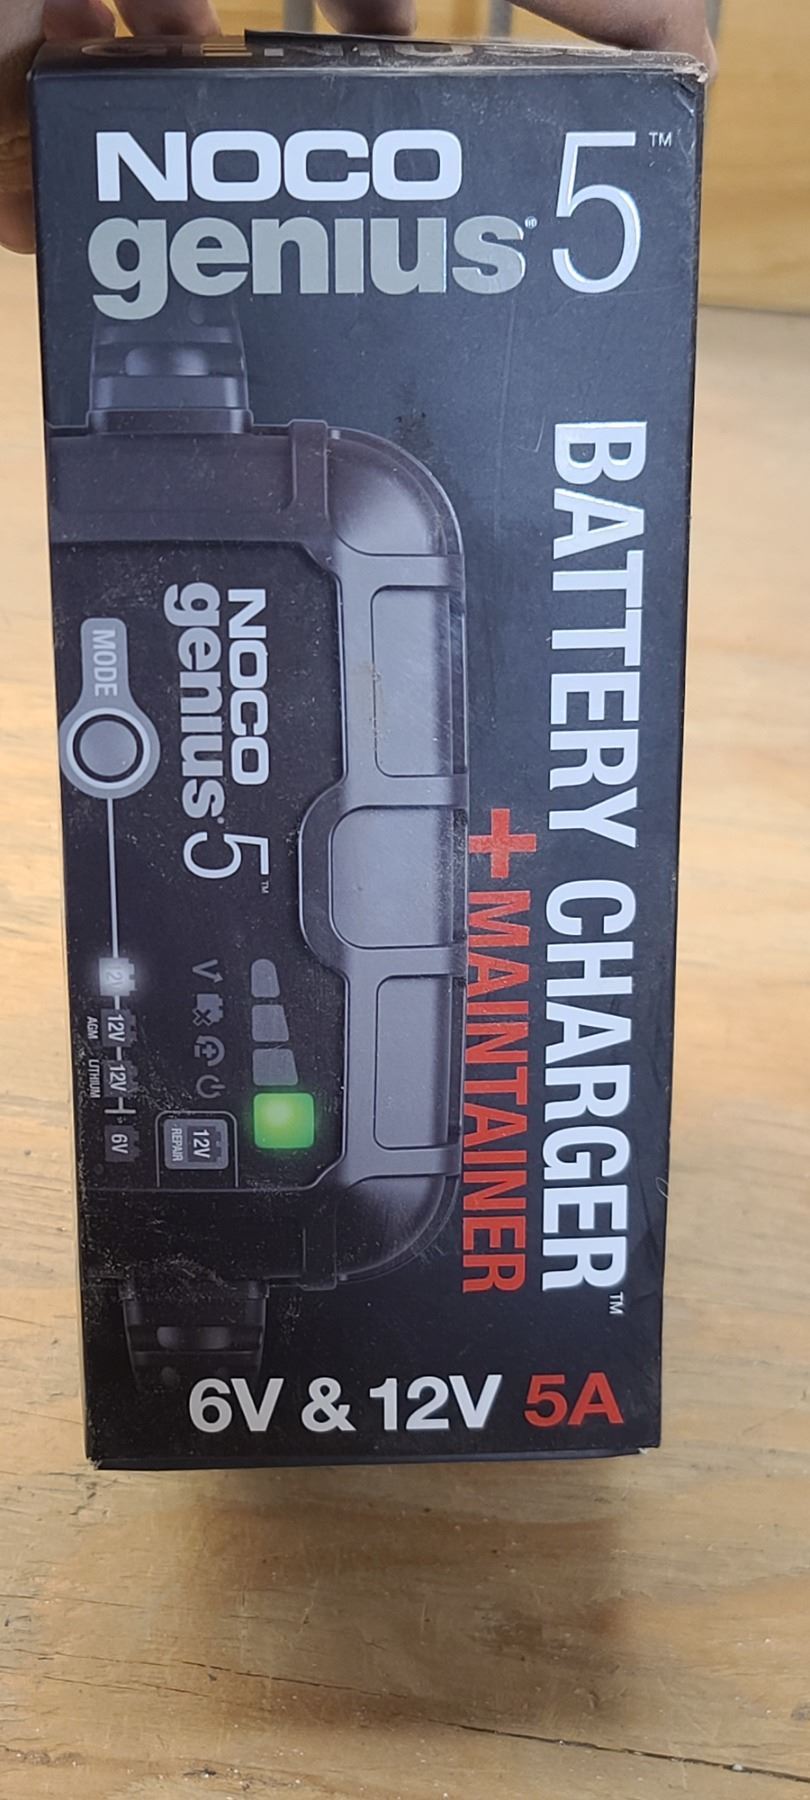 NOCO
genius® 5™
BATTERY CHARGER™
+ MAINTAINER
NOCO
genius® 5™
MODE
12V
12V
AGM
12V
LITHIUM
6V
12V
REPAIR
6V & 12V 5A